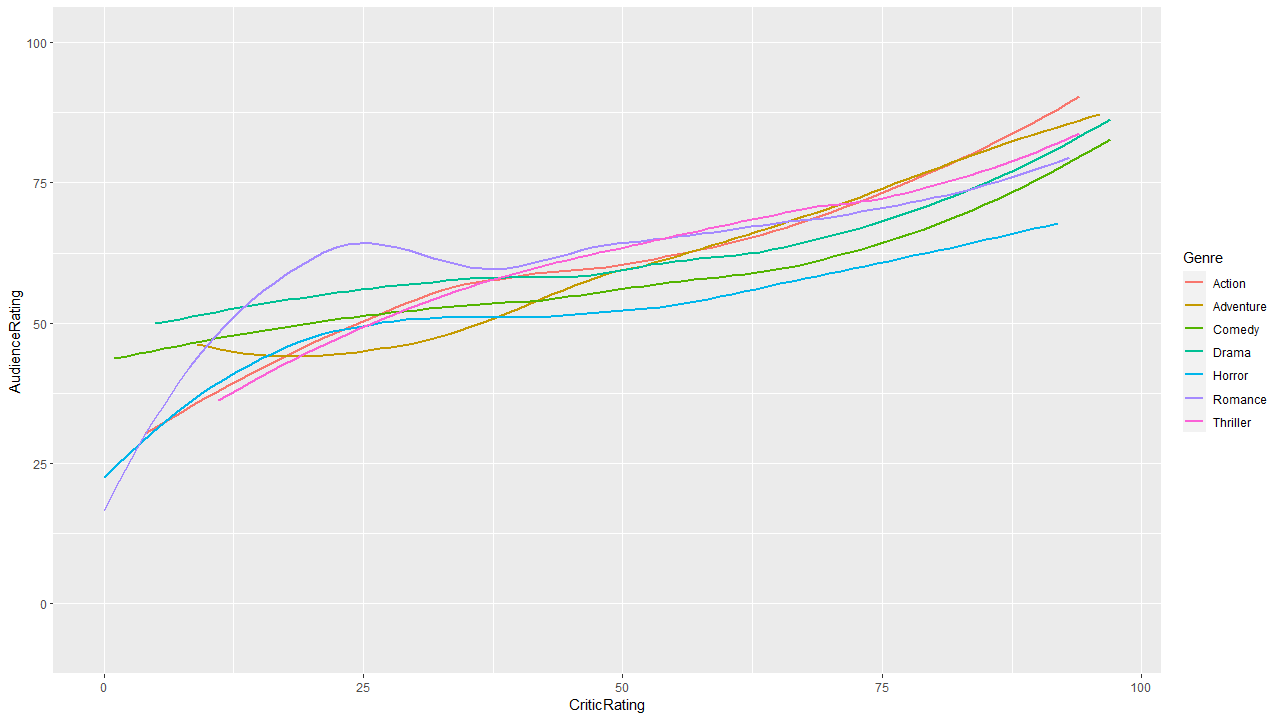 100
75
50
25
0
AudienceRating
0 25 50 75 100
CriticRating
Genre
Action
Adventure
Comedy
Drama
Horror
Romance
Thriller